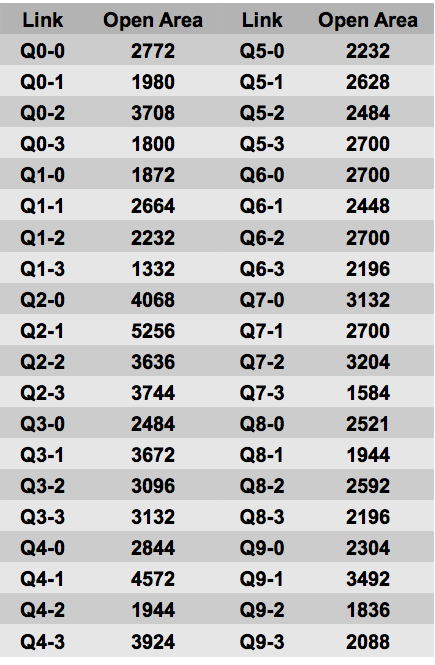 Link Open Area Link Open Area
Q0-0 2772 Q5-0 2232
Q0-1 1980 Q5-1 2628
Q0-2 3708 Q5-2 2484
Q0-3 1800 Q5-3 2700
Q1-0 1872 Q6-0 2700
Q1-1 2664 Q6-1 2448
Q1-2 2232 Q6-2 2700
Q1-3 1332 Q6-3 2196
Q2-0 4068 Q7-0 3132
Q2-1 5256 Q7-1 2700
Q2-2 3636 Q7-2 3204
Q2-3 3744 Q7-3 1584
Q3-0 2484 Q8-0 2521
Q3-1 3672 Q8-1 1944
Q3-2 3096 Q8-2 2592
Q3-3 3132 Q8-3 2196
Q4-0 2844 Q9-0 2304
Q4-1 4572 Q9-1 3492
Q4-2 1944 Q9-2 1836
Q4-3 3924 Q9-3 2088